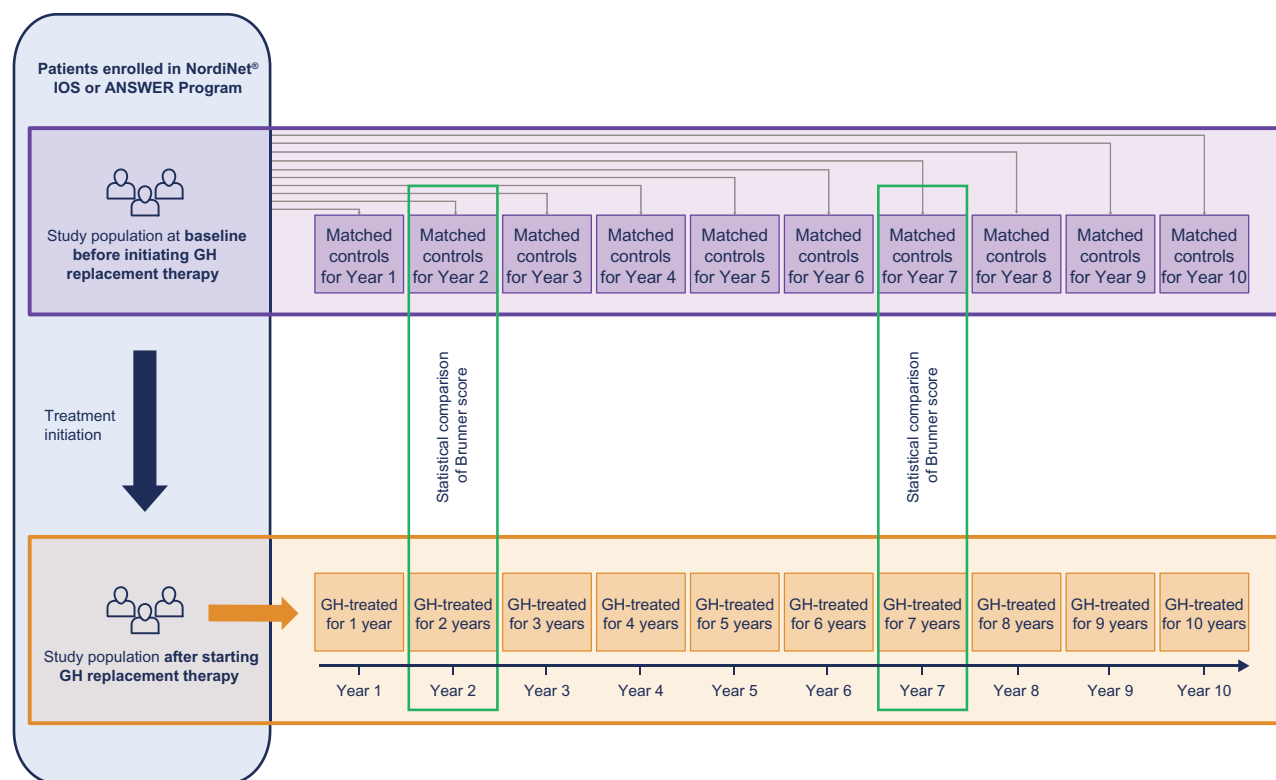 Patients enrolled in NordiNet®
IOS or ANSWER Program
Study population at baseline
before initiating GH
replacement therapy
Matched
controls
for Year 1
Matched
controls
for Year 2
Matched
controls
for Year 3
Matched
controls
for Year 4
Matched
controls
for Year 5
Matched
controls
for Year 6
Matched
controls
for Year 7
Matched
controls
for Year 8
Matched
controls
for Year 9
Matched
controls
for Year 10
Treatment
initiation
Statistical comparison
of Brunner score
Statistical comparison
of Brunner score
Study population after starting
GH replacement therapy
GH-treated
for 1 year
GH-treated
for 2 years
GH-treated
for 3 years
GH-treated
for 4 years
GH-treated
for 5 years
GH-treated
for 6 years
GH-treated
for 7 years
GH-treated
for 8 years
GH-treated
for 9 years
GH-treated
for 10 years
Year 1
Year 2
Year 3
Year 4
Year 5
Year 6
Year 7
Year 8
Year 9
Year 10